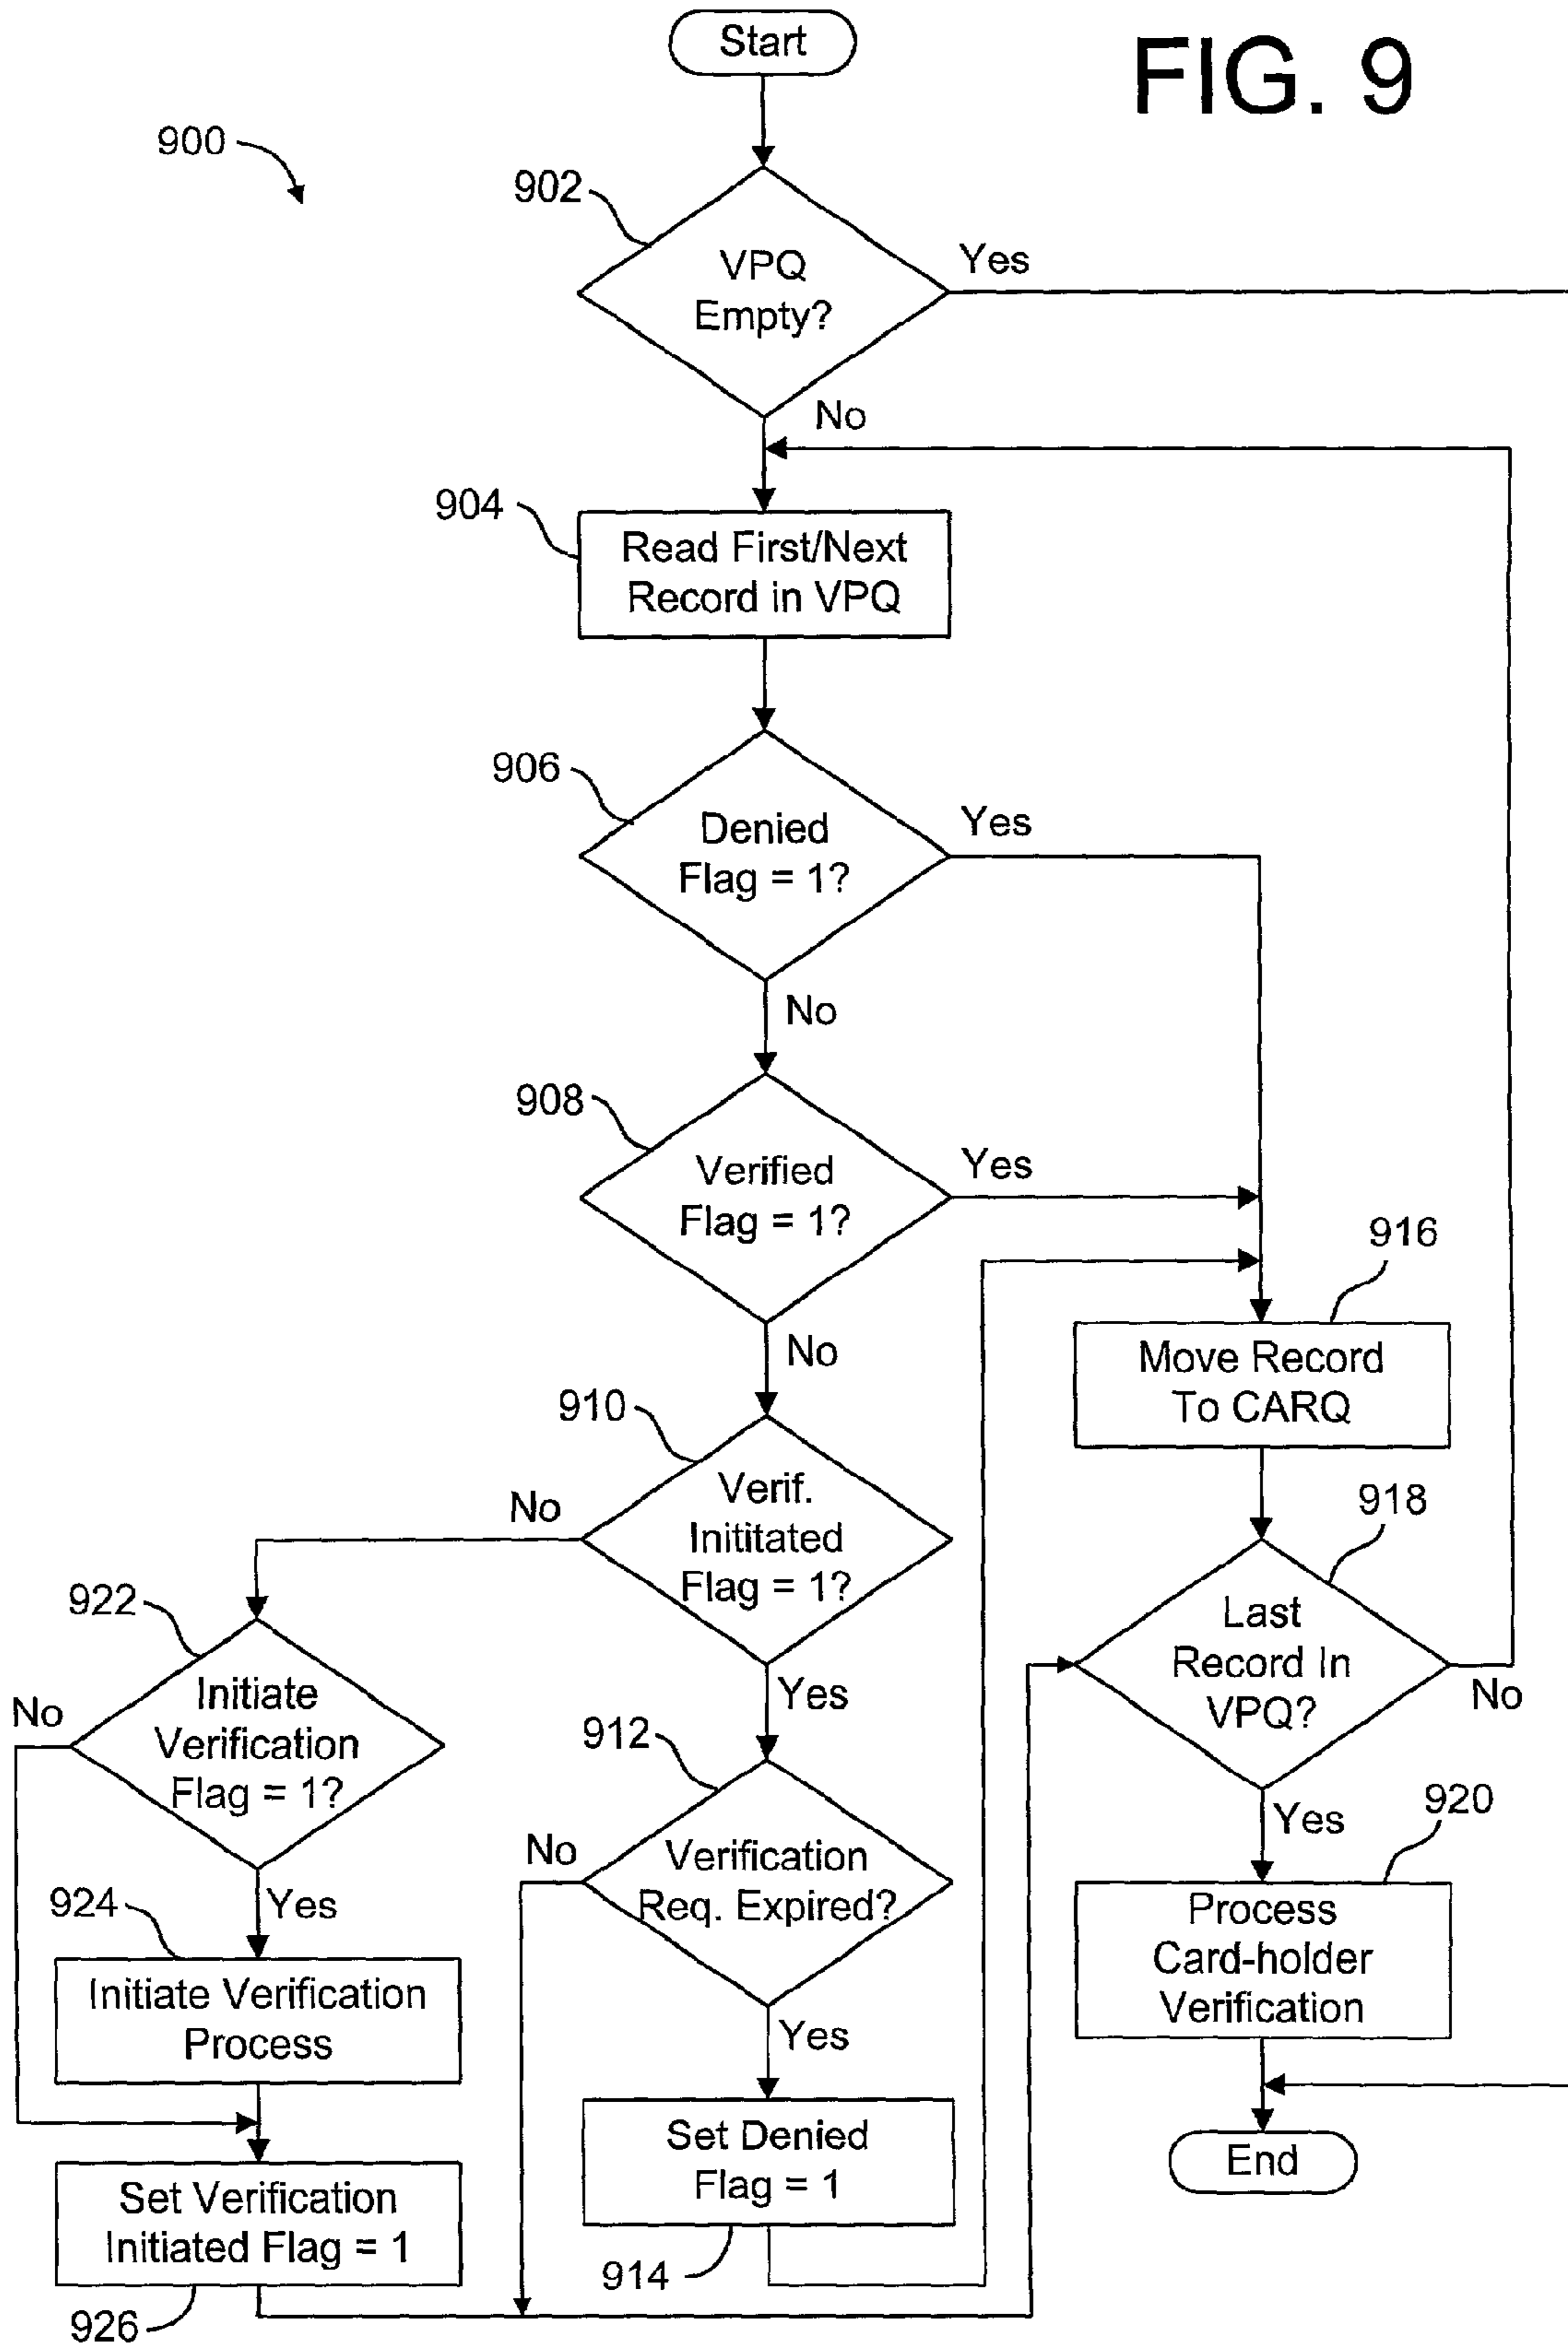 Start
FIG. 9
900
902
VPQ
Empty?
Yes
No
904
Read First/Next
Record in VPQ
906
Denied
Flag = 1?
Yes
No
908
Verified
Flag = 1?
Yes
No
916
Move Record
To CARQ
910
Verif.
Inititated
Flag = 1?
No
Yes
918
Last
Record In
VPQ?
No
Yes
922
Initiate
Verification
Flag = 1?
No
Yes
912
Verification
Req. Expired?
No
Yes
920
Process
Card-holder
Verification
924
Initiate Verification
Process
Set Denied
Flag = 1
914
End
Set Verification
Initiated Flag = 1
926